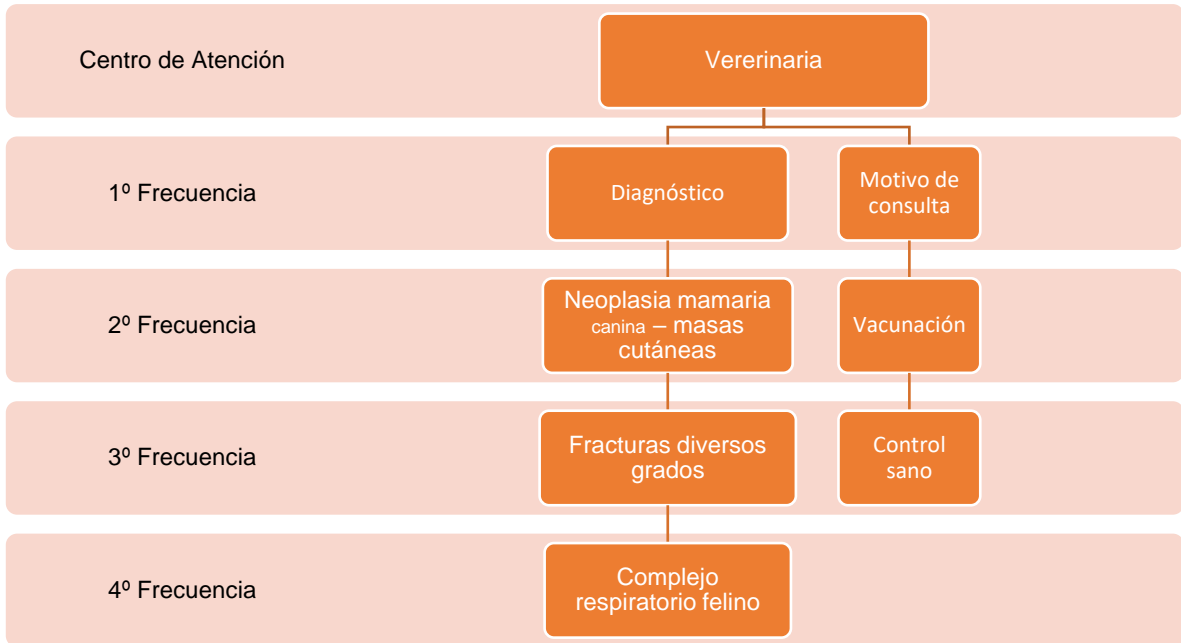 Centro de Atención
Vererinaria
1º Frecuencia
Diagnóstico
Motivo de
consulta
2º Frecuencia
Neoplasia mamaria
canina – masas
cutáneas
Vacunación
3º Frecuencia
Fracturas diversos
grados
Control
sano
4º Frecuencia
Complejo
respiratorio felino